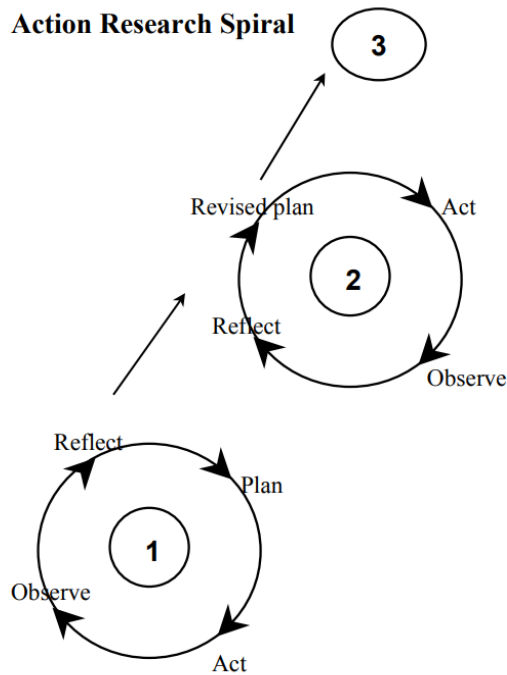 Action Research Spiral
3
Revised plan
Act
2
Reflect
Observe
Reflect
Plan
1
Observe
Act